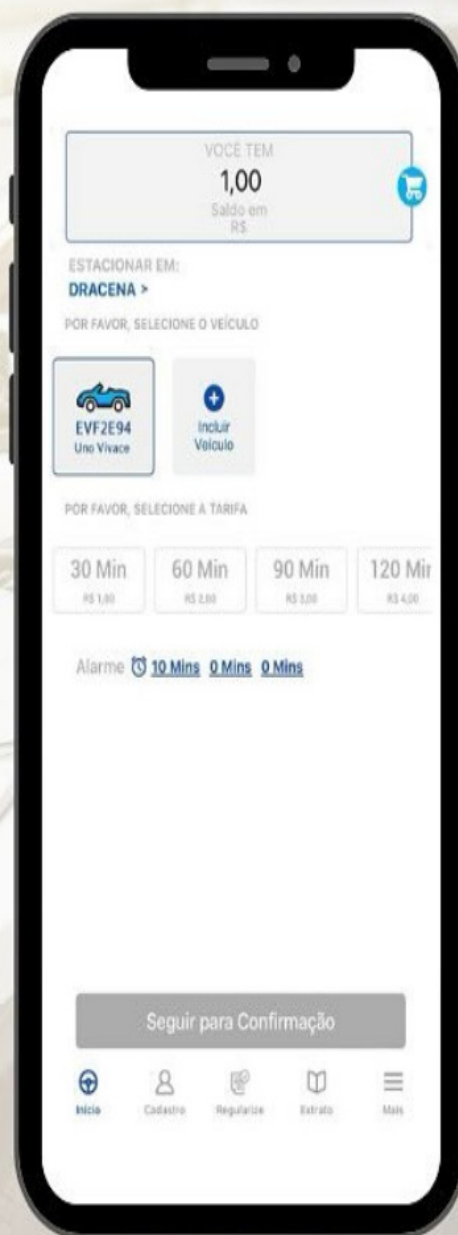 VOCÊ TEM
1,00
Saldo em
R$
ESTACIONAR EM:
DRACENA >
POR FAVOR, SELECIONE O VEÍCULO
EVF2E94
Uno Vivace
Incluir
Veículo
POR FAVOR, SELECIONE A TARIFA
30 Min 60 Min 90 Min 120 Min
R$ 1,00 R$ 2,00 R$ 3,00 R$ 4,00
Alarme 10 Mins 0 Mins 0 Mins
Seguir para Confirmação
Início Cadastro Regularize Extrato Mais